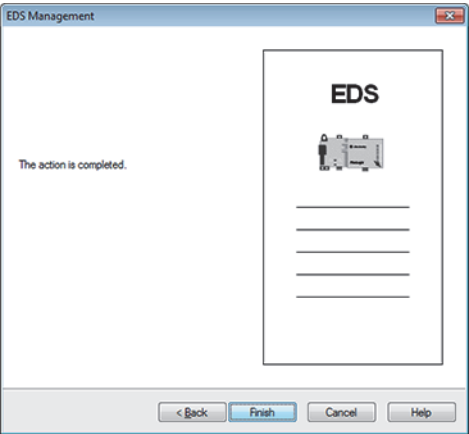 EDS Management
EDS
The action is completed.
< Back
Finish
Cancel
Help